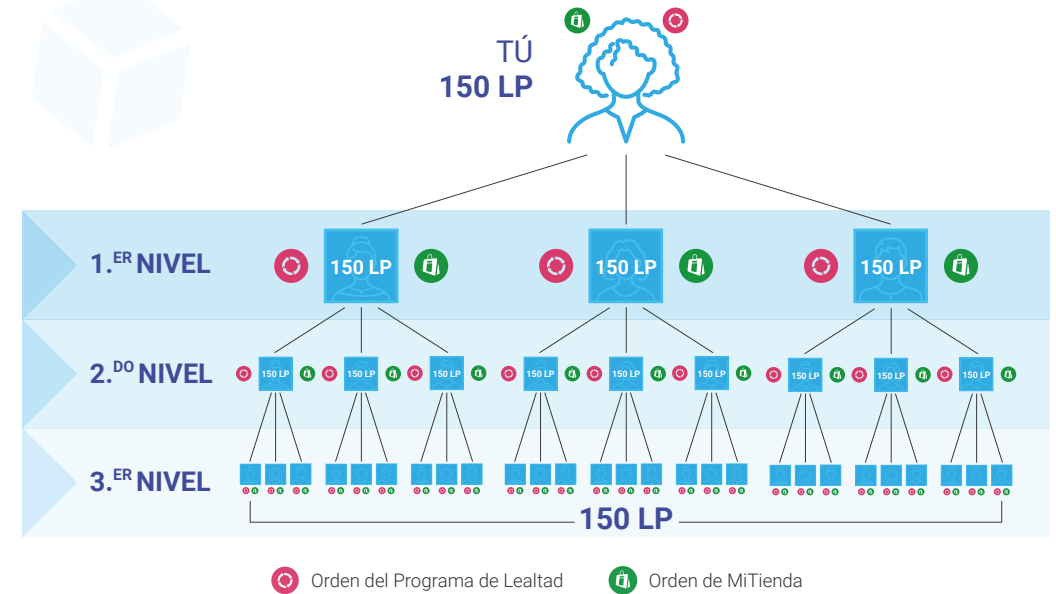 TÚ
150 LP
1.ER NIVEL
150 LP 150 LP 150 LP
2.DO NIVEL
150 LP 150 LP 150 LP 150 LP 150 LP 150 LP 150 LP 150 LP 150 LP
3.ER NIVEL
150 LP
Orden del Programa de Lealtad Orden de MiTienda